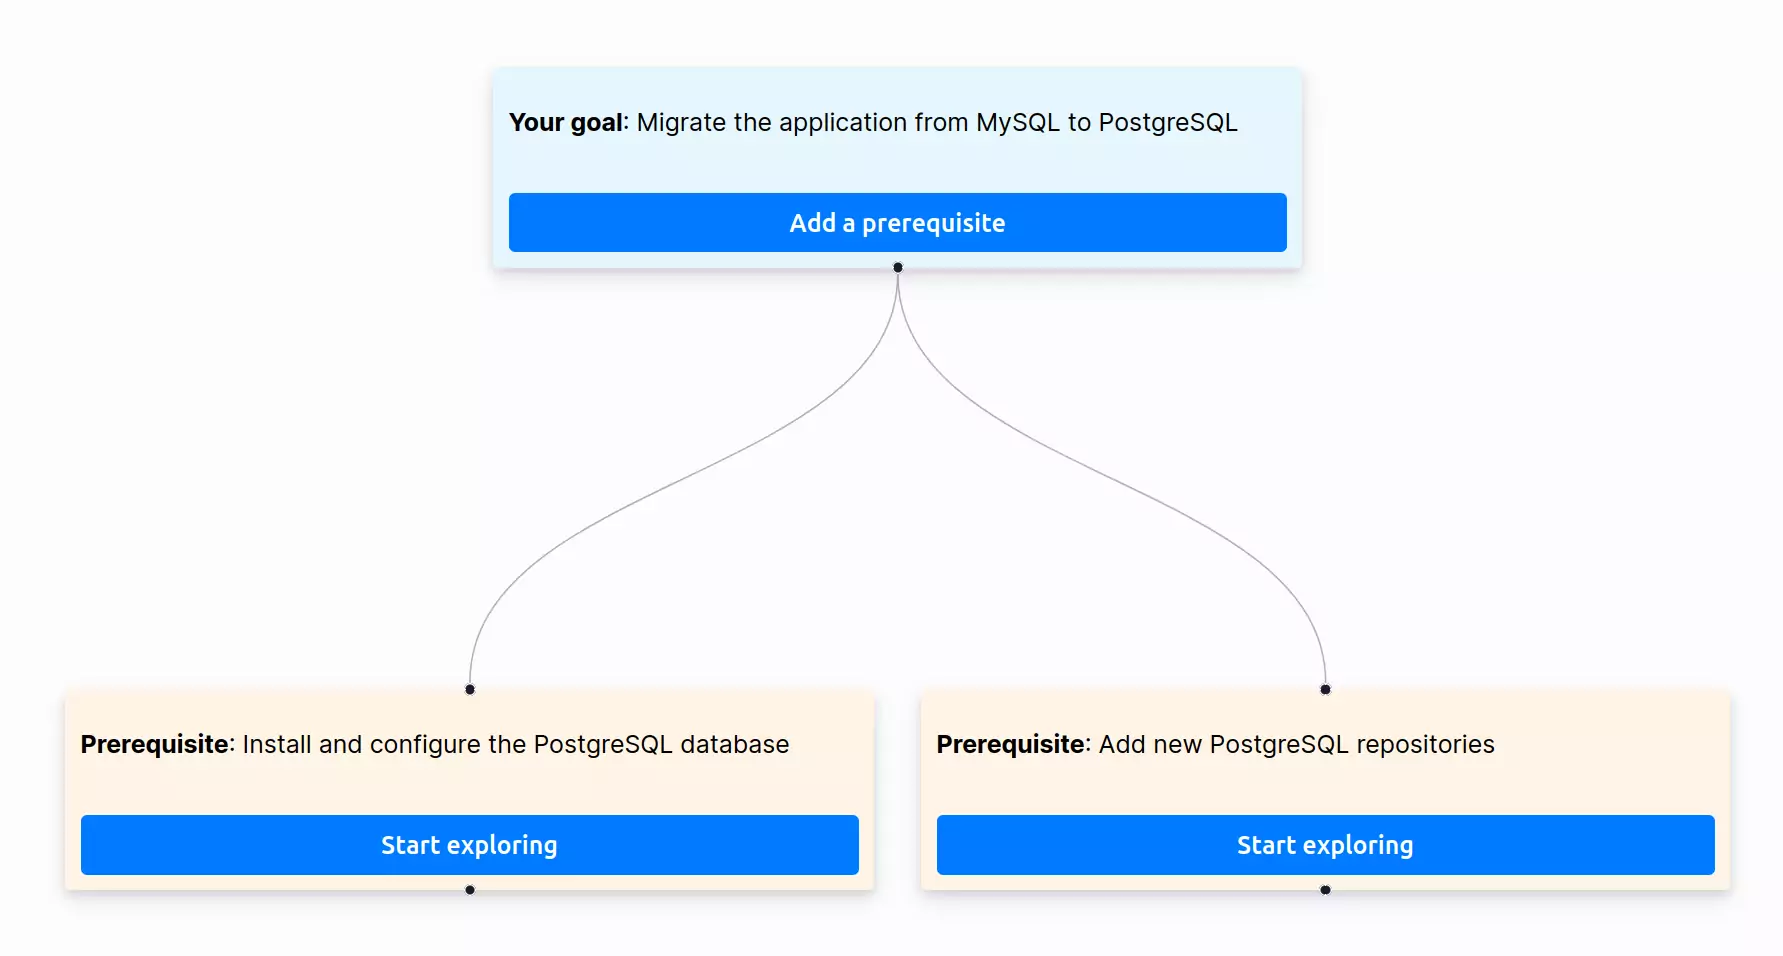 Your goal: Migrate the application from MySQL to PostgreSQL
Add a prerequisite
Prerequisite: Install and configure the PostgreSQL database
Start exploring
Prerequisite: Add new PostgreSQL repositories
Start exploring